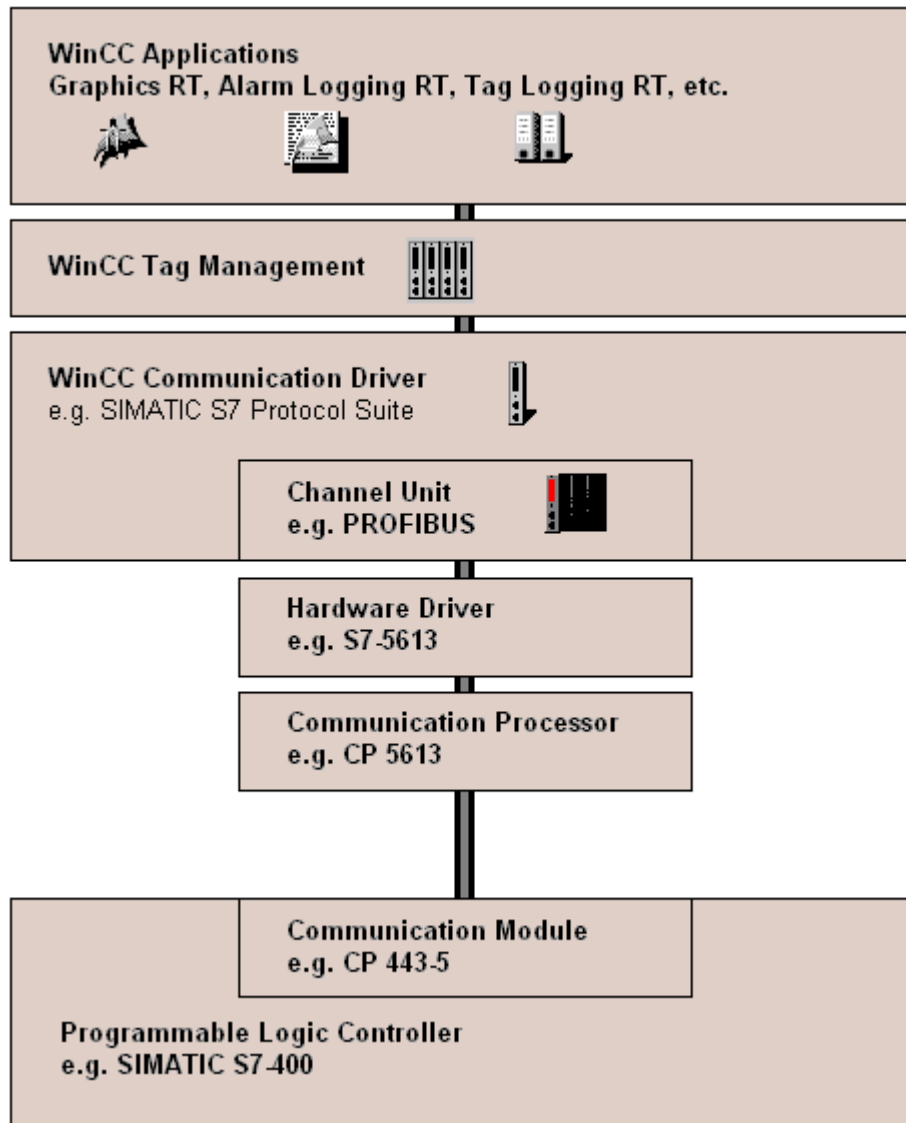 WinCC Applications
Graphics RT, Alarm Logging RT, Tag Logging RT, etc.
WinCC Tag Management
WinCC Communication Driver
e.g. SIMATIC S7 Protocol Suite
Channel Unit
e.g. PROFIBUS
Hardware Driver
e.g. S7-5613
Communication Processor
e.g. CP 5613
Communication Module
e.g. CP 443-5
Programmable Logic Controller
e.g. SIMATIC S7-400